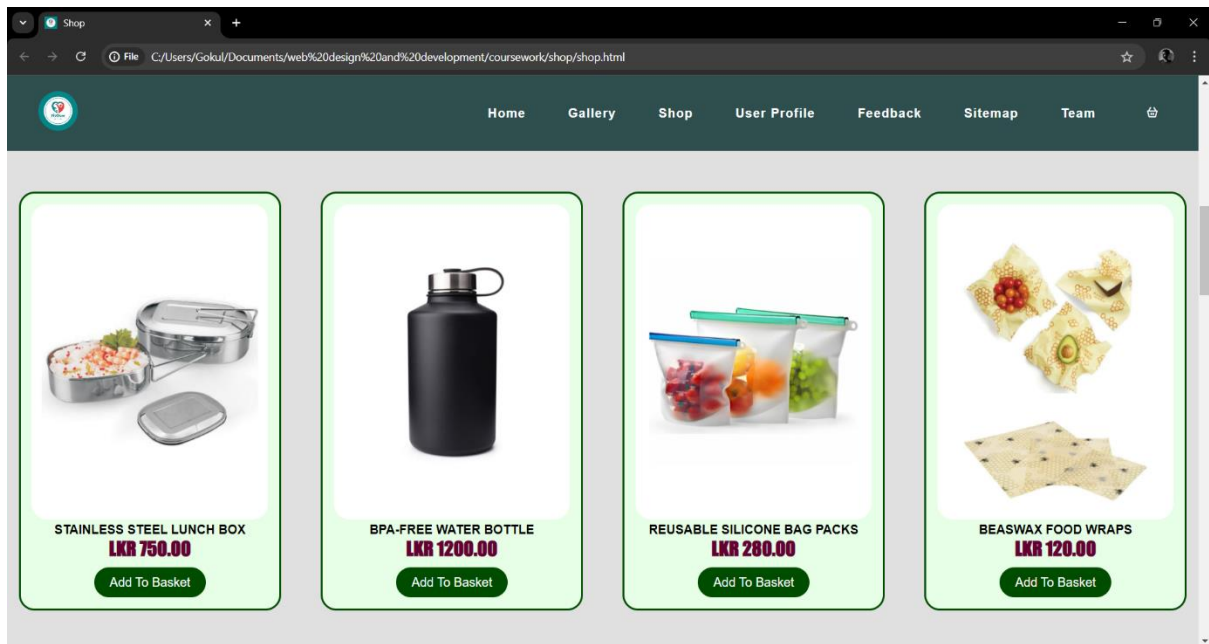 Shop
File C:/Users/Gokul/Documents/web%20design%20and%20development/coursework/shop/shop.html
Home Gallery Shop User Profile Feedback Sitemap Team
STAINLESS STEEL LUNCH BOX
LKR 750.00
Add To Basket
BPA-FREE WATER BOTTLE
LKR 1200.00
Add To Basket
REUSABLE SILICONE BAG PACKS
LKR 280.00
Add To Basket
BEASWAX FOOD WRAPS
LKR 120.00
Add To Basket